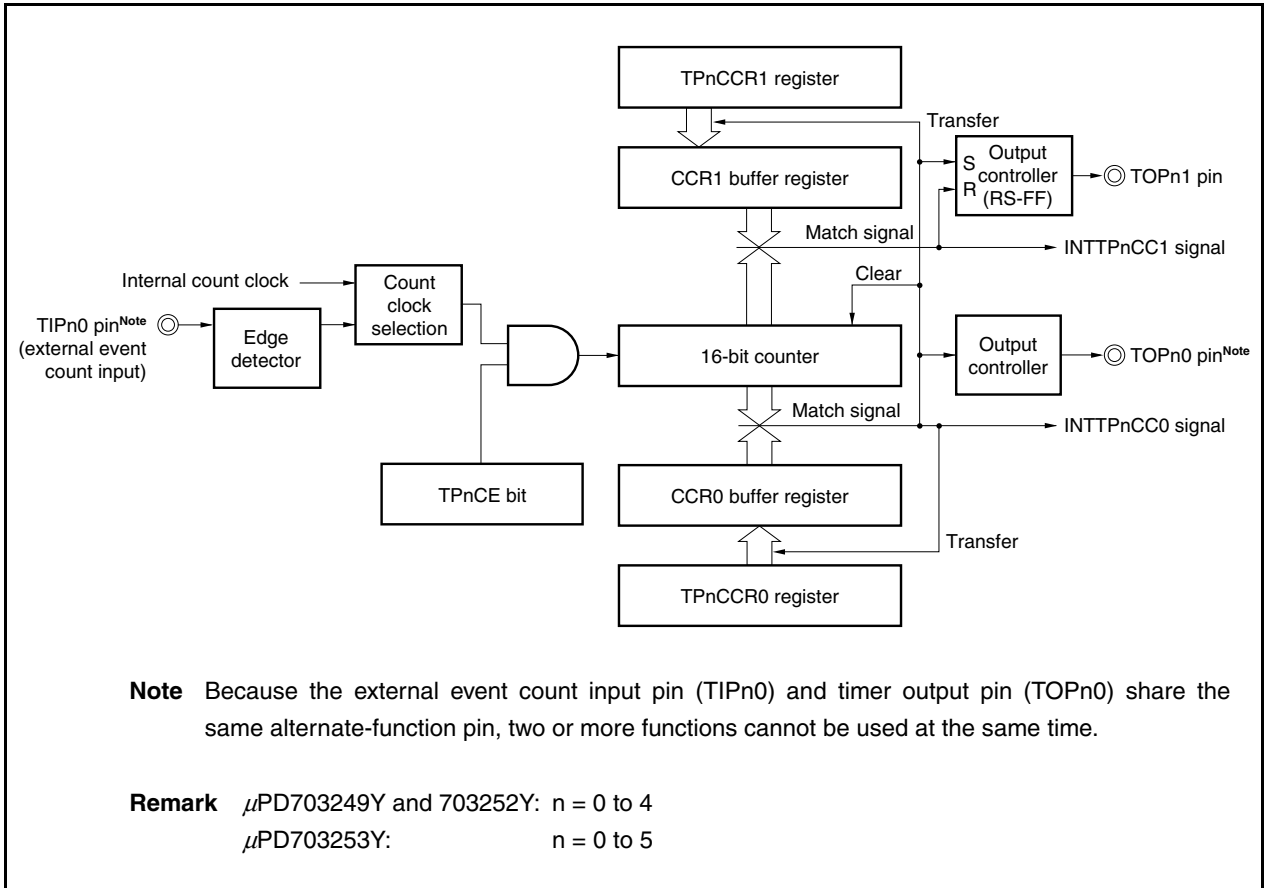 TPnCCR1 register
Transfer
CCR1 buffer register
S
R
Output
controller
(RS-FF)
TOPn1 pin
Match signal
INTTPnCC1 signal
Internal count clock
Count
clock
selection
Clear
TIPn0 pinNote
(external event
count input)
Edge
detector
16-bit counter
Output
controller
TOPn0 pinNote
Match signal
INTTPnCC0 signal
TPnCE bit
CCR0 buffer register
Transfer
TPnCCR0 register
Note Because the external event count input pin (TIPn0) and timer output pin (TOPn0) share the
same alternate-function pin, two or more functions cannot be used at the same time.
Remark μPD703249Y and 703252Y: n = 0 to 4
μPD703253Y: n = 0 to 5